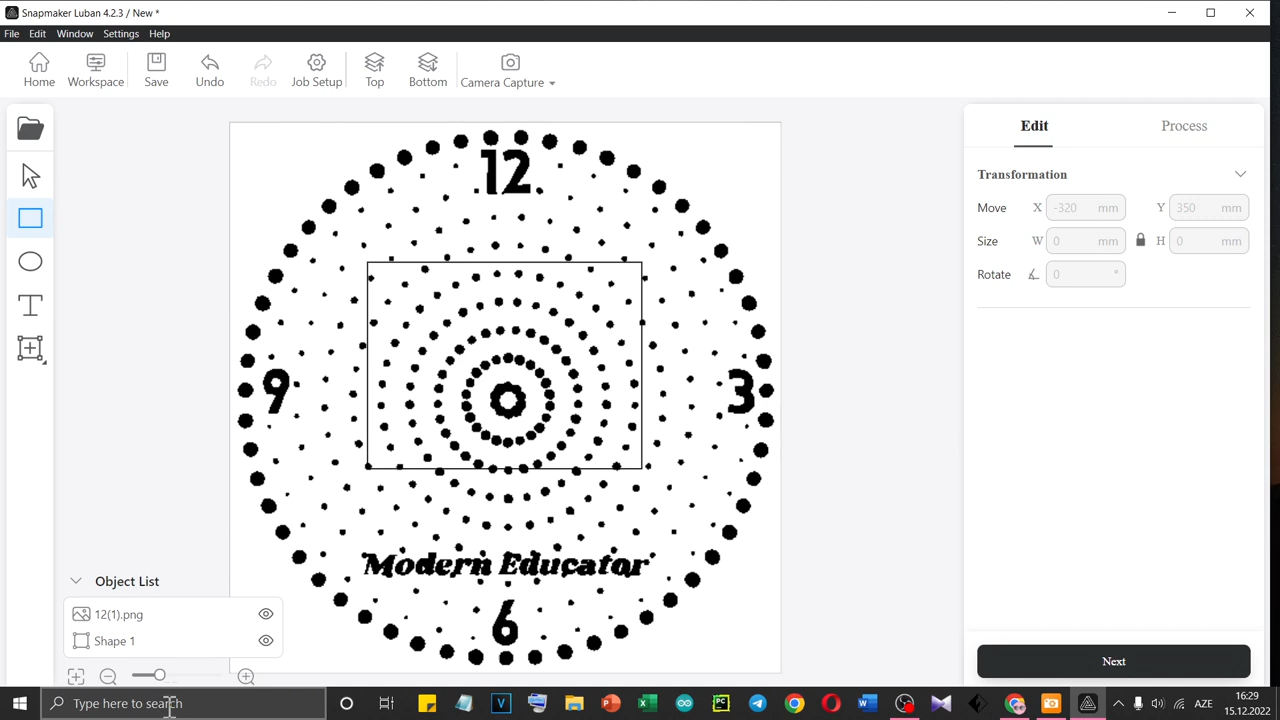 Snapmaker Luban 4.2.3 / New *
File Edit Window Settings Help
Home Workspace Save Undo Redo Job Setup Top Bottom Camera Capture
Edit Process
Transformation
Move X -320 mm Y 350 mm
Size W 0 mm H 0 mm
Rotate 0 °
12
9
3
Modern Educator
6
Object List
12(1).png
Shape 1
Next
Type here to search
AZE
16:29
15.12.2022